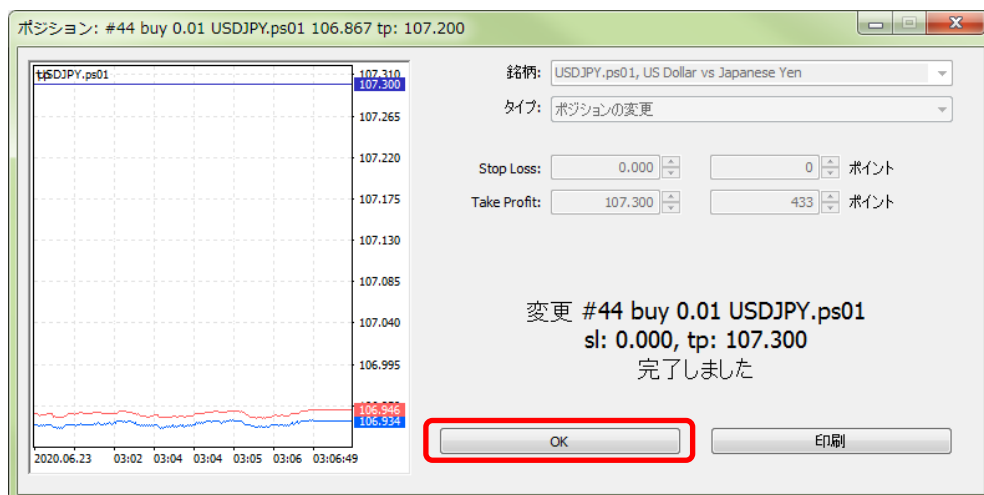 ポジション: #44 buy 0.01 USDJPY.ps01 106.867 tp: 107.200
USDJPY.ps01
tp
107.310
107.300
107.265
107.220
107.175
107.130
107.085
107.040
106.995
106.946
106.934
2020.06.23 03:02 03:04 03:04 03:05 03:06 03:06:49
銘柄: USDJPY.ps01, US Dollar vs Japanese Yen
タイプ: ポジションの変更
Stop Loss: 0.000 0 ポイント
Take Profit: 107.300 433 ポイント
変更 #44 buy 0.01 USDJPY.ps01
sl: 0.000, tp: 107.300
完了しました
OK 印刷